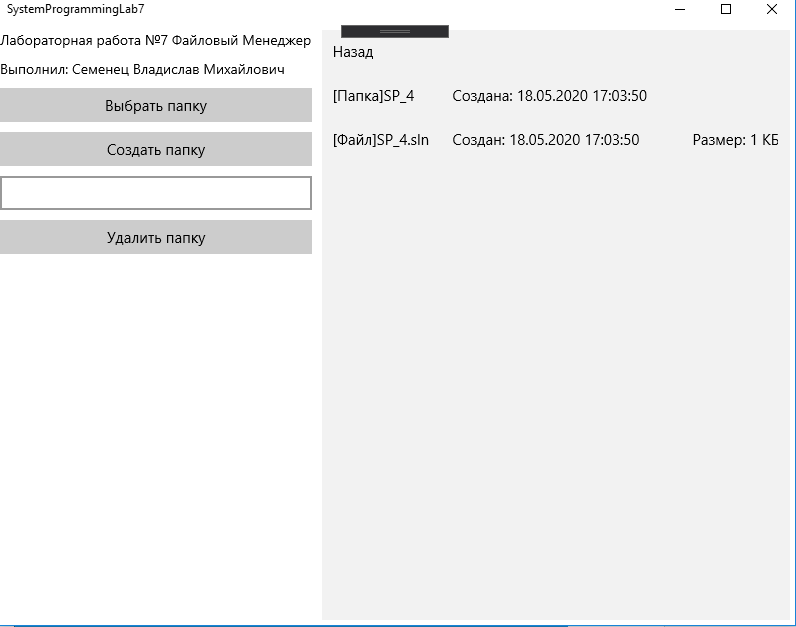 SystemProgrammingLab7
Лабораторная работа №7 Файловый Менеджер
Выполнил: Семенец Владислав Михайлович
Выбрать папку
Создать папку
Удалить папку
Назад
[Папка]SP_4 Создана: 18.05.2020 17:03:50
[Файл]SP_4.sln Создан: 18.05.2020 17:03:50 Размер: 1 КБ